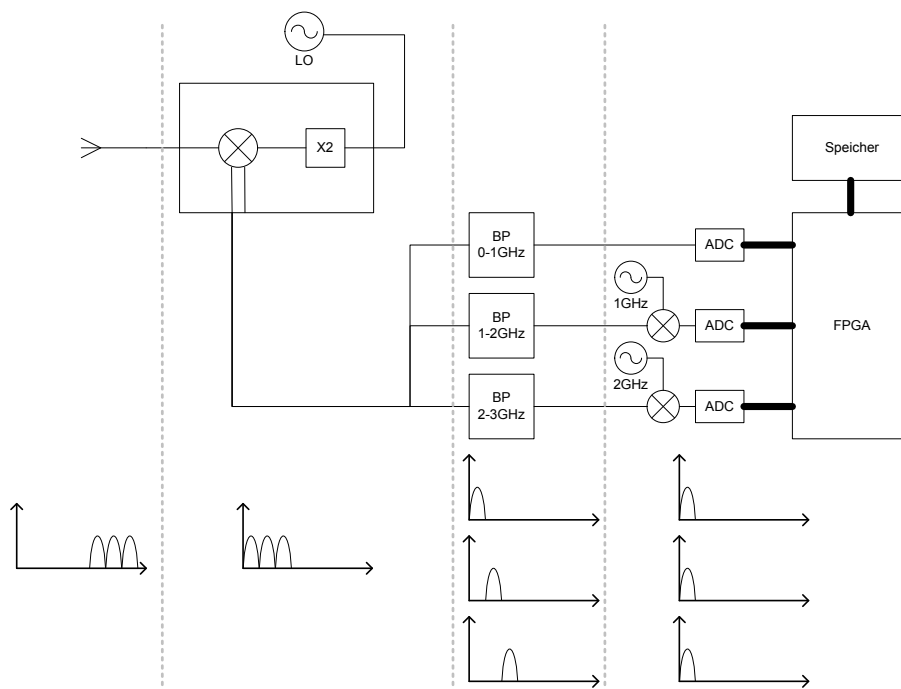 LO
X2
Speicher
BP
0-1GHz
ADC
1GHz
BP
1-2GHz
ADC
FPGA
2GHz
BP
2-3GHz
ADC